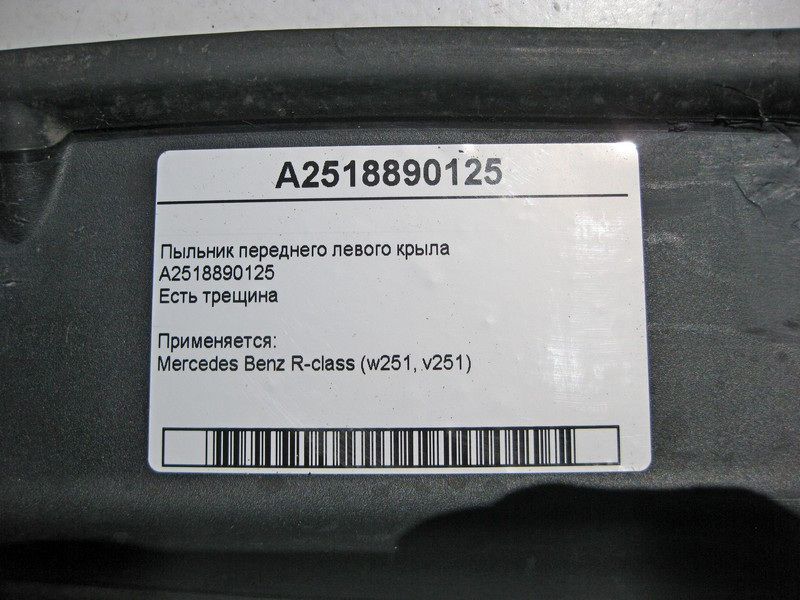 A2518890125
Пыльник переднего левого крыла
A2518890125
Есть трещина
Применяется:
Mercedes Benz R-class (w251, v251)